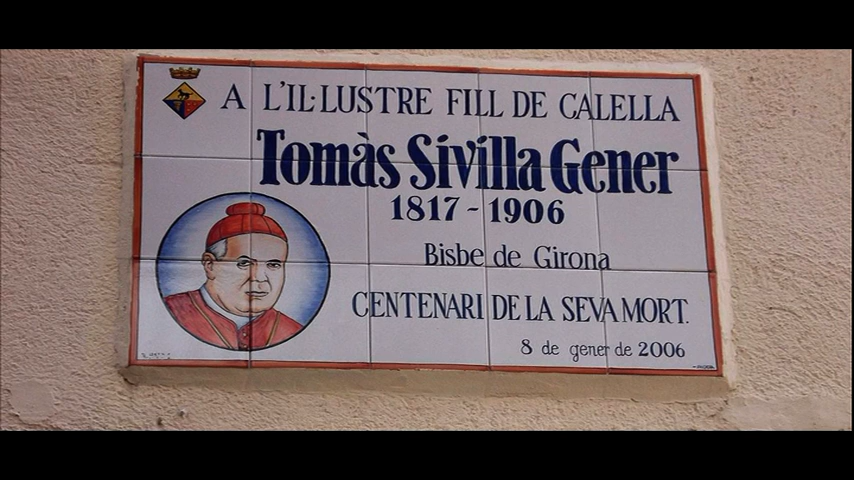 A L'IL·LUSTRE FILL DE CALELLA
Tomàs Sivilla Gener
1817 - 1906
Bisbe de Girona
CENTENARI DE LA SEVA MORT.
8 de gener de 2006